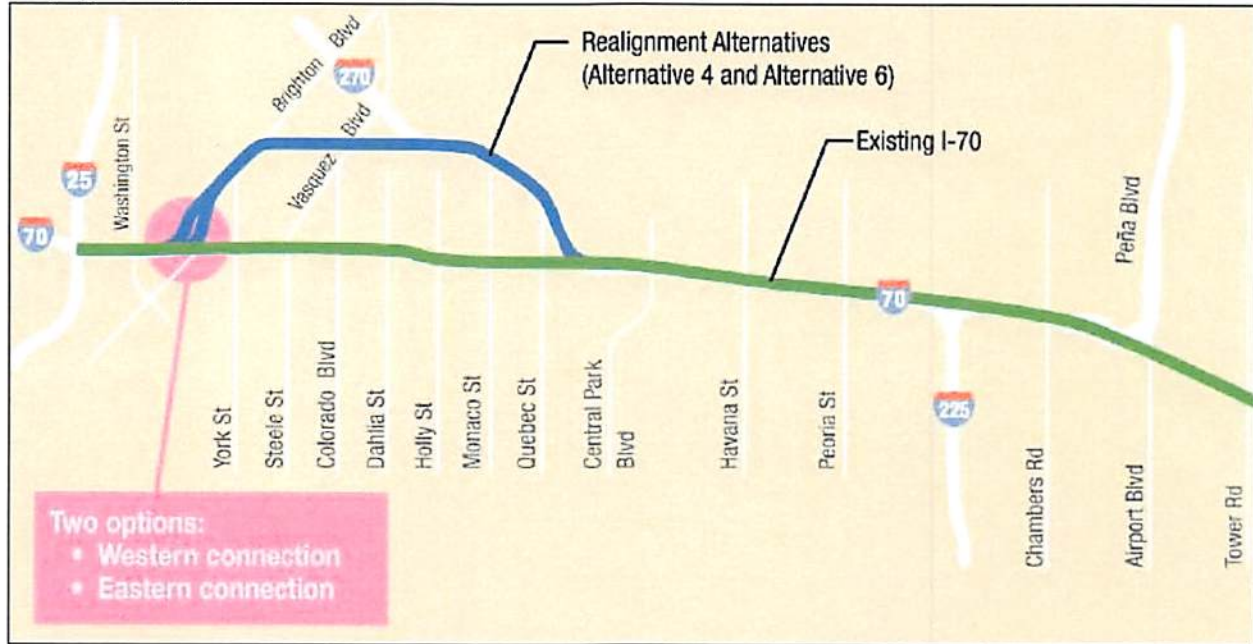 Realignment Alternatives
(Alternative 4 and Alternative 6)
Existing I-70
Brighton Blvd
270
Vasquez Blvd
Washington St
25
70
70
Peña Blvd
225
York St
Steele St
Colorado Blvd
Dahlia St
Holly St
Monaco St
Quebec St
Central Park
Blvd
Havana St
Peoria St
Chambers Rd
Airport Blvd
Tower Rd
Two options:
• Western connection
• Eastern connection